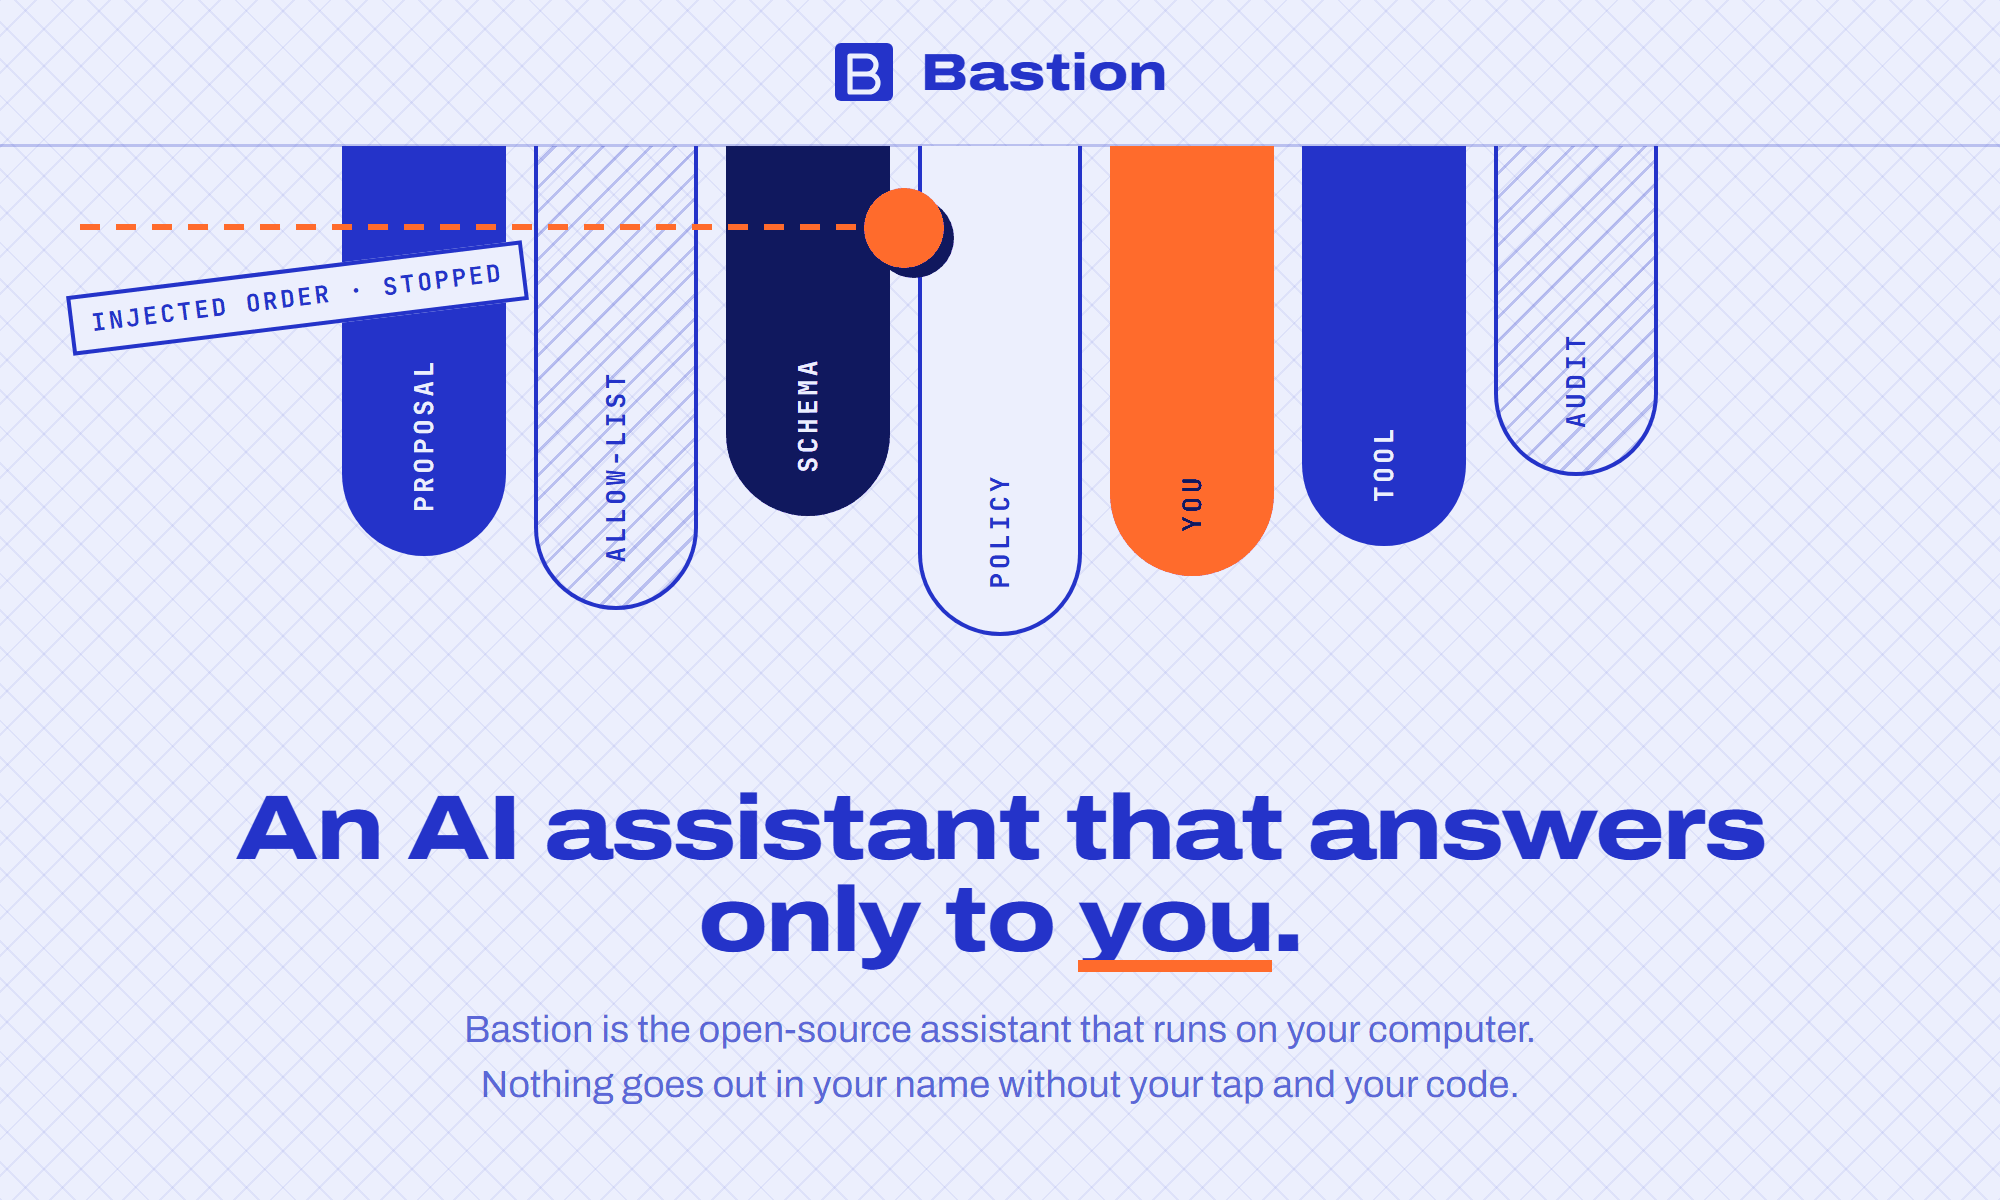 B Bastion
INJECTED ORDER · STOPPED
PROPOSAL
ALLOW-LIST
SCHEMA
POLICY
YOU
TOOL
AUDIT
An AI assistant that answers
only to you.
Bastion is the open-source assistant that runs on your computer.
Nothing goes out in your name without your tap and your code.